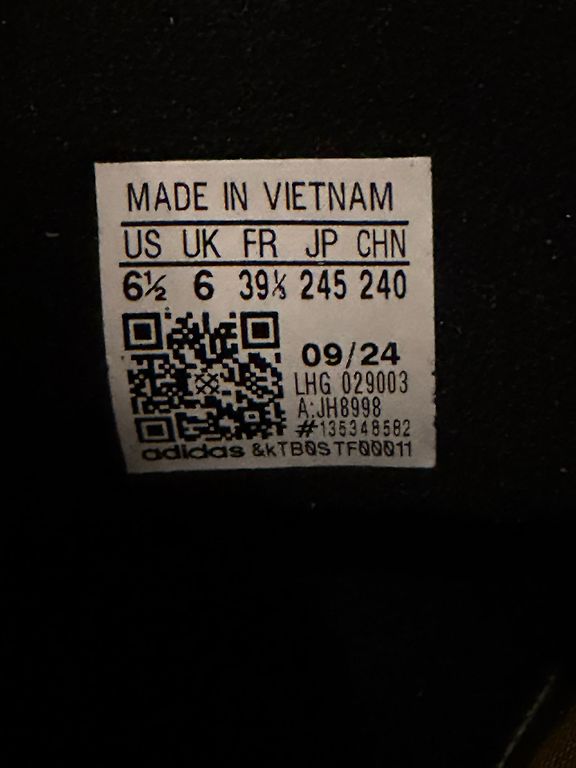 MADE IN VIETNAM
US UK FR JP CHN
6½ 6 39⅓ 245 240
09/24
LHG 029003
A:JH8998
#135348582
adidas &kTB0STF00011